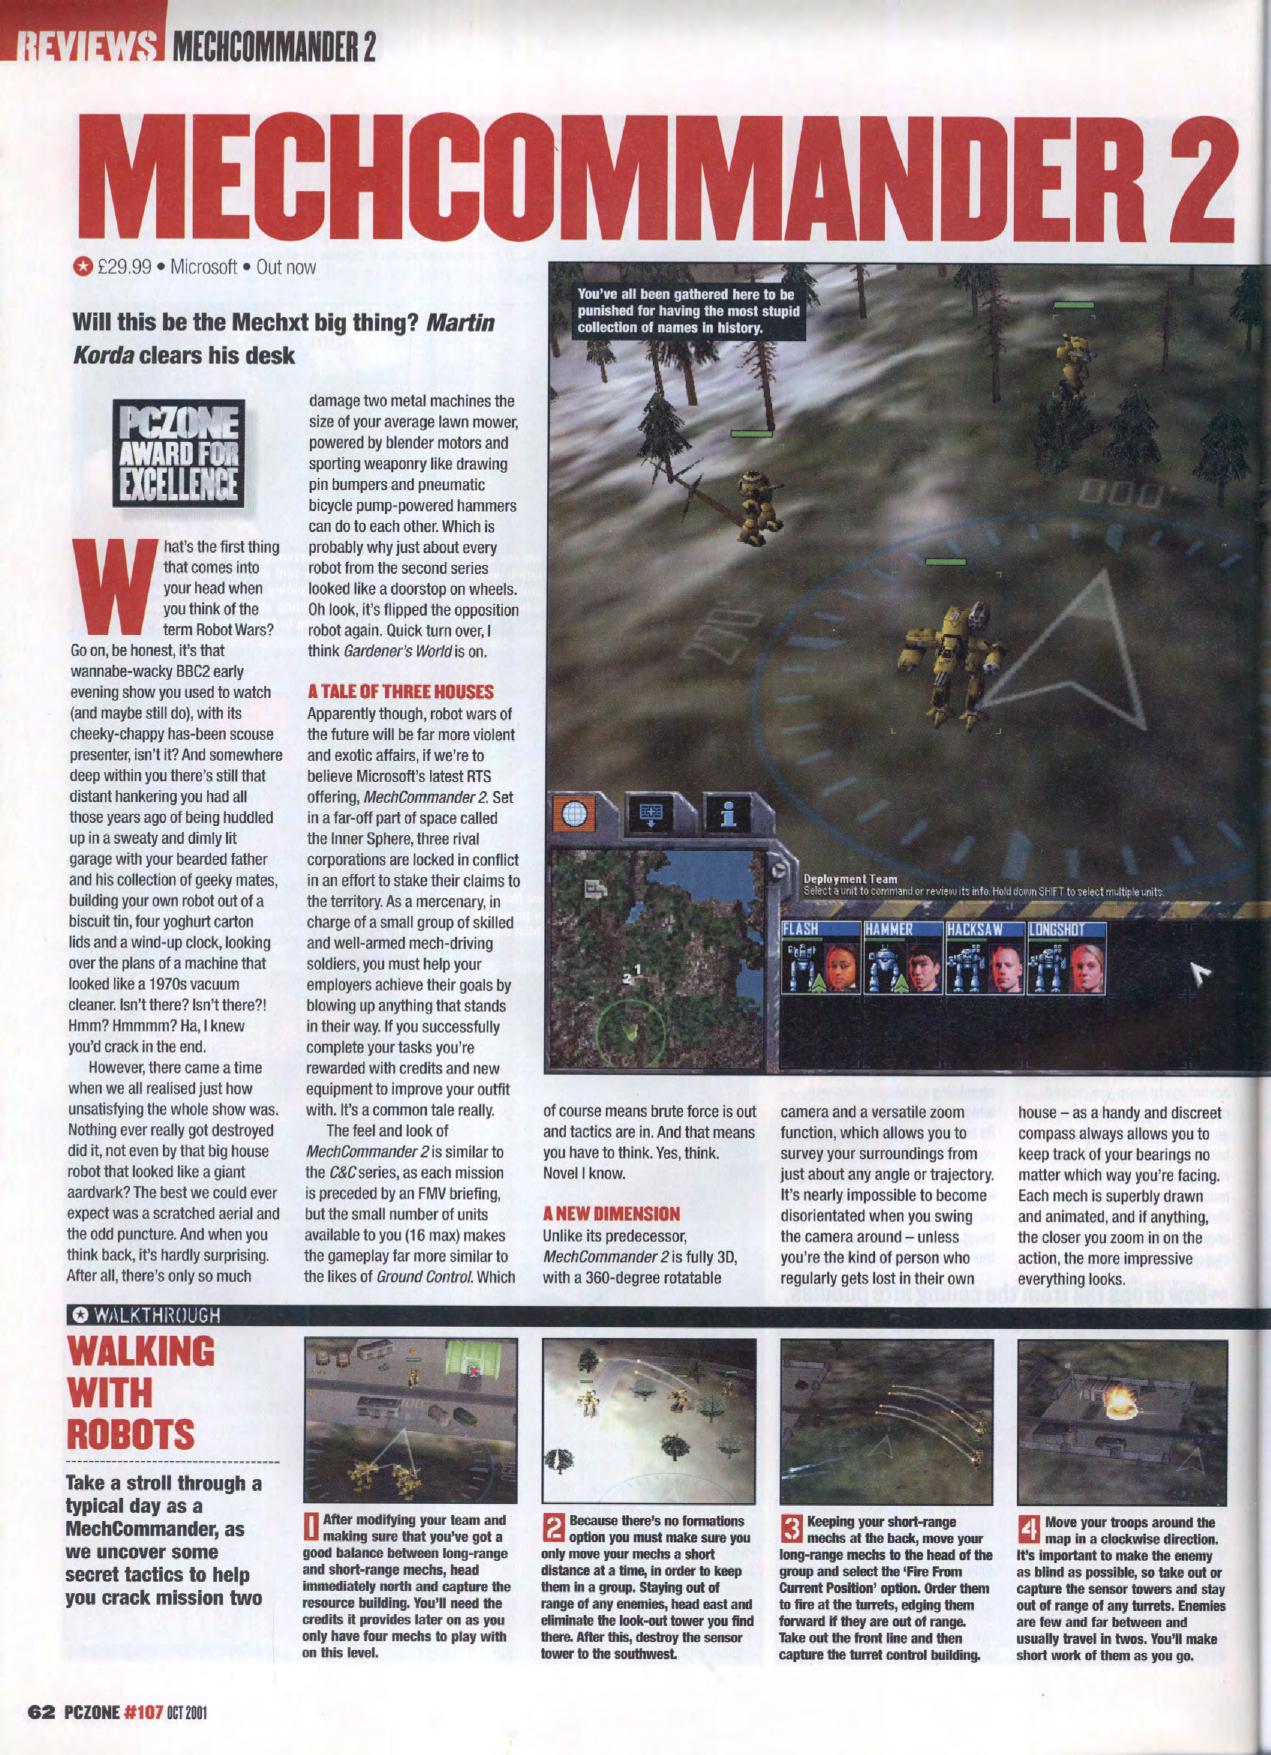 REVIEWS MECHCOMMANDER 2
MECHCOMMANDER 2
£29.99 • Microsoft • Out now
Will this be the Mechxt big thing? Martin
Korda clears his desk
PCZONE
AWARD FOR
EXCELLENCE
What's the first thing
that comes into
your head when
you think of the
term Robot Wars?
Go on, be honest, it's that
wannabe-wacky BBC2 early
evening show you used to watch
(and maybe still do), with its
cheeky-chappy has-been scouse
presenter, isn't it? And somewhere
deep within you there's still that
distant hankering you had all
those years ago of being huddled
up in a sweaty and dimly lit
garage with your bearded father
and his collection of geeky mates,
building your own robot out of a
biscuit tin, four yoghurt carton
lids and a wind-up clock, looking
over the plans of a machine that
looked like a 1970s vacuum
cleaner. Isn't there? Isn't there?!
Hmm? Hmmmm? Ha, I knew
you'd crack in the end.
However, there came a time
when we all realised just how
unsatisfying the whole show was.
Nothing ever really got destroyed
did it, not even by that big house
robot that looked like a giant
aardvark? The best we could ever
expect was a scratched aerial and
the odd puncture. And when you
think back, it's hardly surprising.
After all, there's only so much
damage two metal machines the
size of your average lawn mower,
powered by blender motors and
sporting weaponry like drawing
pin bumpers and pneumatic
bicycle pump-powered hammers
can do to each other. Which is
probably why just about every
robot from the second series
looked like a doorstop on wheels.
Oh look, it's flipped the opposition
robot again. Quick turn over, I
think Gardener's World is on.
A TALE OF THREE HOUSES
Apparently though, robot wars of
the future will be far more violent
and exotic affairs, if we're to
believe Microsoft's latest RTS
offering, MechCommander 2. Set
in a far-off part of space called
the Inner Sphere, three rival
corporations are locked in conflict
in an effort to stake their claims to
the territory. As a mercenary, in
charge of a small group of skilled
and well-armed mech-driving
soldiers, you must help your
employers achieve their goals by
blowing up anything that stands
in their way. If you successfully
complete your tasks you're
rewarded with credits and new
equipment to improve your outfit
with. It's a common tale really.
The feel and look of
MechCommander 2 is similar to
the C&C series, as each mission
is preceded by an FMV briefing,
but the small number of units
available to you (16 max) makes
the gameplay far more similar to
the likes of Ground Control. Which
You've all been gathered here to be
punished for having the most stupid
collection of names in history.
000
270
Deployment Team
Select a unit to command or review its info. Hold down SHIFT to select multiple units.
FLASH HAMMER HACKSAW LONGSHOT
1
2
of course means brute force is out
and tactics are in. And that means
you have to think. Yes, think.
Novel I know.
A NEW DIMENSION
Unlike its predecessor,
MechCommander 2 is fully 3D,
with a 360-degree rotatable
camera and a versatile zoom
function, which allows you to
survey your surroundings from
just about any angle or trajectory.
It's nearly impossible to become
disorientated when you swing
the camera around – unless
you're the kind of person who
regularly gets lost in their own
house – as a handy and discreet
compass always allows you to
keep track of your bearings no
matter which way you're facing.
Each mech is superbly drawn
and animated, and if anything,
the closer you zoom in on the
action, the more impressive
everything looks.
WALKTHROUGH
WALKING
WITH
ROBOTS
Take a stroll through a
typical day as a
MechCommander, as
we uncover some
secret tactics to help
you crack mission two
1 After modifying your team and
making sure that you've got a
good balance between long-range
and short-range mechs, head
immediately north and capture the
resource building. You'll need the
credits it provides later on as you
only have four mechs to play with
on this level.
2 Because there's no formations
option you must make sure you
only move your mechs a short
distance at a time, in order to keep
them in a group. Staying out of
range of any enemies, head east and
eliminate the look-out tower you find
there. After this, destroy the sensor
tower to the southwest.
3 Keeping your short-range
mechs at the back, move your
long-range mechs to the head of the
group and select the 'Fire From
Current Position' option. Order them
to fire at the turrets, edging them
forward if they are out of range.
Take out the front line and then
capture the turret control building.
4 Move your troops around the
map in a clockwise direction.
It's important to make the enemy
as blind as possible, so take out or
capture the sensor towers and stay
out of range of any turrets. Enemies
are few and far between and
usually travel in twos. You'll make
short work of them as you go.
62 PCZONE #107 OCT 2001